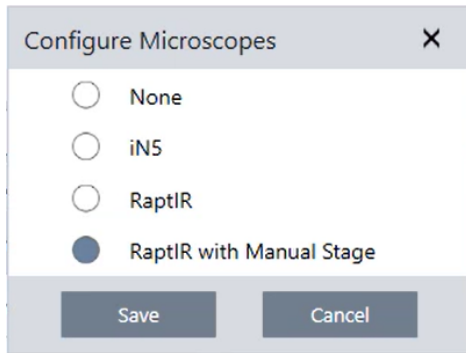 Configure Microscopes
None
iN5
RaptIR
RaptIR with Manual Stage
Save Cancel